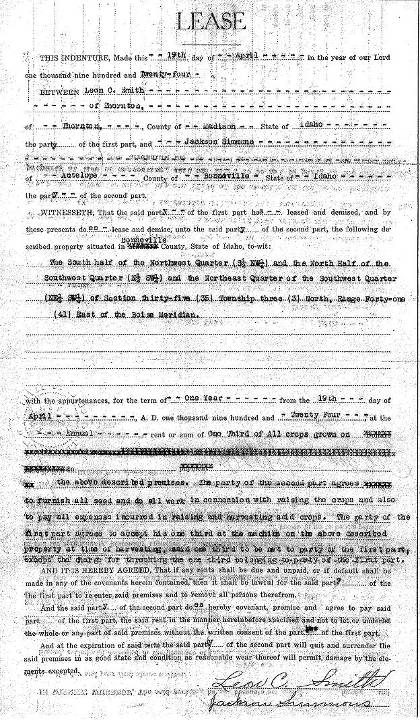 LEASE
THIS INDENTURE, Made this - - 19th - day of - - April - - - - - in the year of our Lord
one thousand nine hundred and Twenty-four -
BETWEEN Leon C. Smith - - - - - - - - - - - - -
- - - - - - - of Thornton, - - - - - - - - - - - - -
of - - Thornton, - - - -, County of - - Madison - - State of Idaho - - - -
the party of the first part, and - - Jackson Simmons - - - - - - - -
of - - Antelope - - County of - - Bonneville - State of - - Idaho - - - -
the party - - of the second part.
WITNESSETH, That the said party - - of the first part has - - leased and demised, and by
these presents do es - lease and demise, unto the said party of the second part, the following de
scribed property situated in Bonneville County, State of Idaho, to-wit:
The South half of the Northwest Quarter (S½ NW¼) and the North Half of the
Southwest Quarter (N½ SW¼) and the Northeast Quarter of the Southwest Quarter
(NE¼ SW¼) of Section thirty-five (35) Township three (3) North, Range Forty-one
(41) East of the Boise Meridian.
with the appurtenances, for the term of - - One Year - - - - from the 19th - - - day of
April - - - - - - - , A. D. one thousand nine hundred and - - Twenty Four - - - at the
- - - - Annual - - - rent or sum of One Third of All crops grown on
the above described premises. The party of the second part agrees
to furnish all seed and do all work in connection with raising the crops and also
to pay all expenses incurred in raising and harvesting said crops. The party of the
first part agrees to accept his one third at the machine on the above described
property at time of harvesting, said one third to be net to party of the first part,
except the charge for threshing the one third belonging to party of the first part.
AND IT IS HEREBY AGREED, That if any rents shall be due and unpaid, or if default shall be
made in any of the covenants herein contained, then it shall be lawful for the said party of the
the first part to re-enter said premises and to remove all persons therefrom.
And the said party of the second part do es hereby covenant, promise and agree to pay said
part of the first part, the said rent in the manner hereinbefore specified and not to let or underlet
the whole or any part of said premises without the written consent of the part of the first part.
And at the expiration of said term the said party of the second part will quit and surrender the
said premises in as good state and condition as reasonable wear thereof will permit, damage by the ele-
ments excepted.
Leon C. Smith
Jackson Simmons